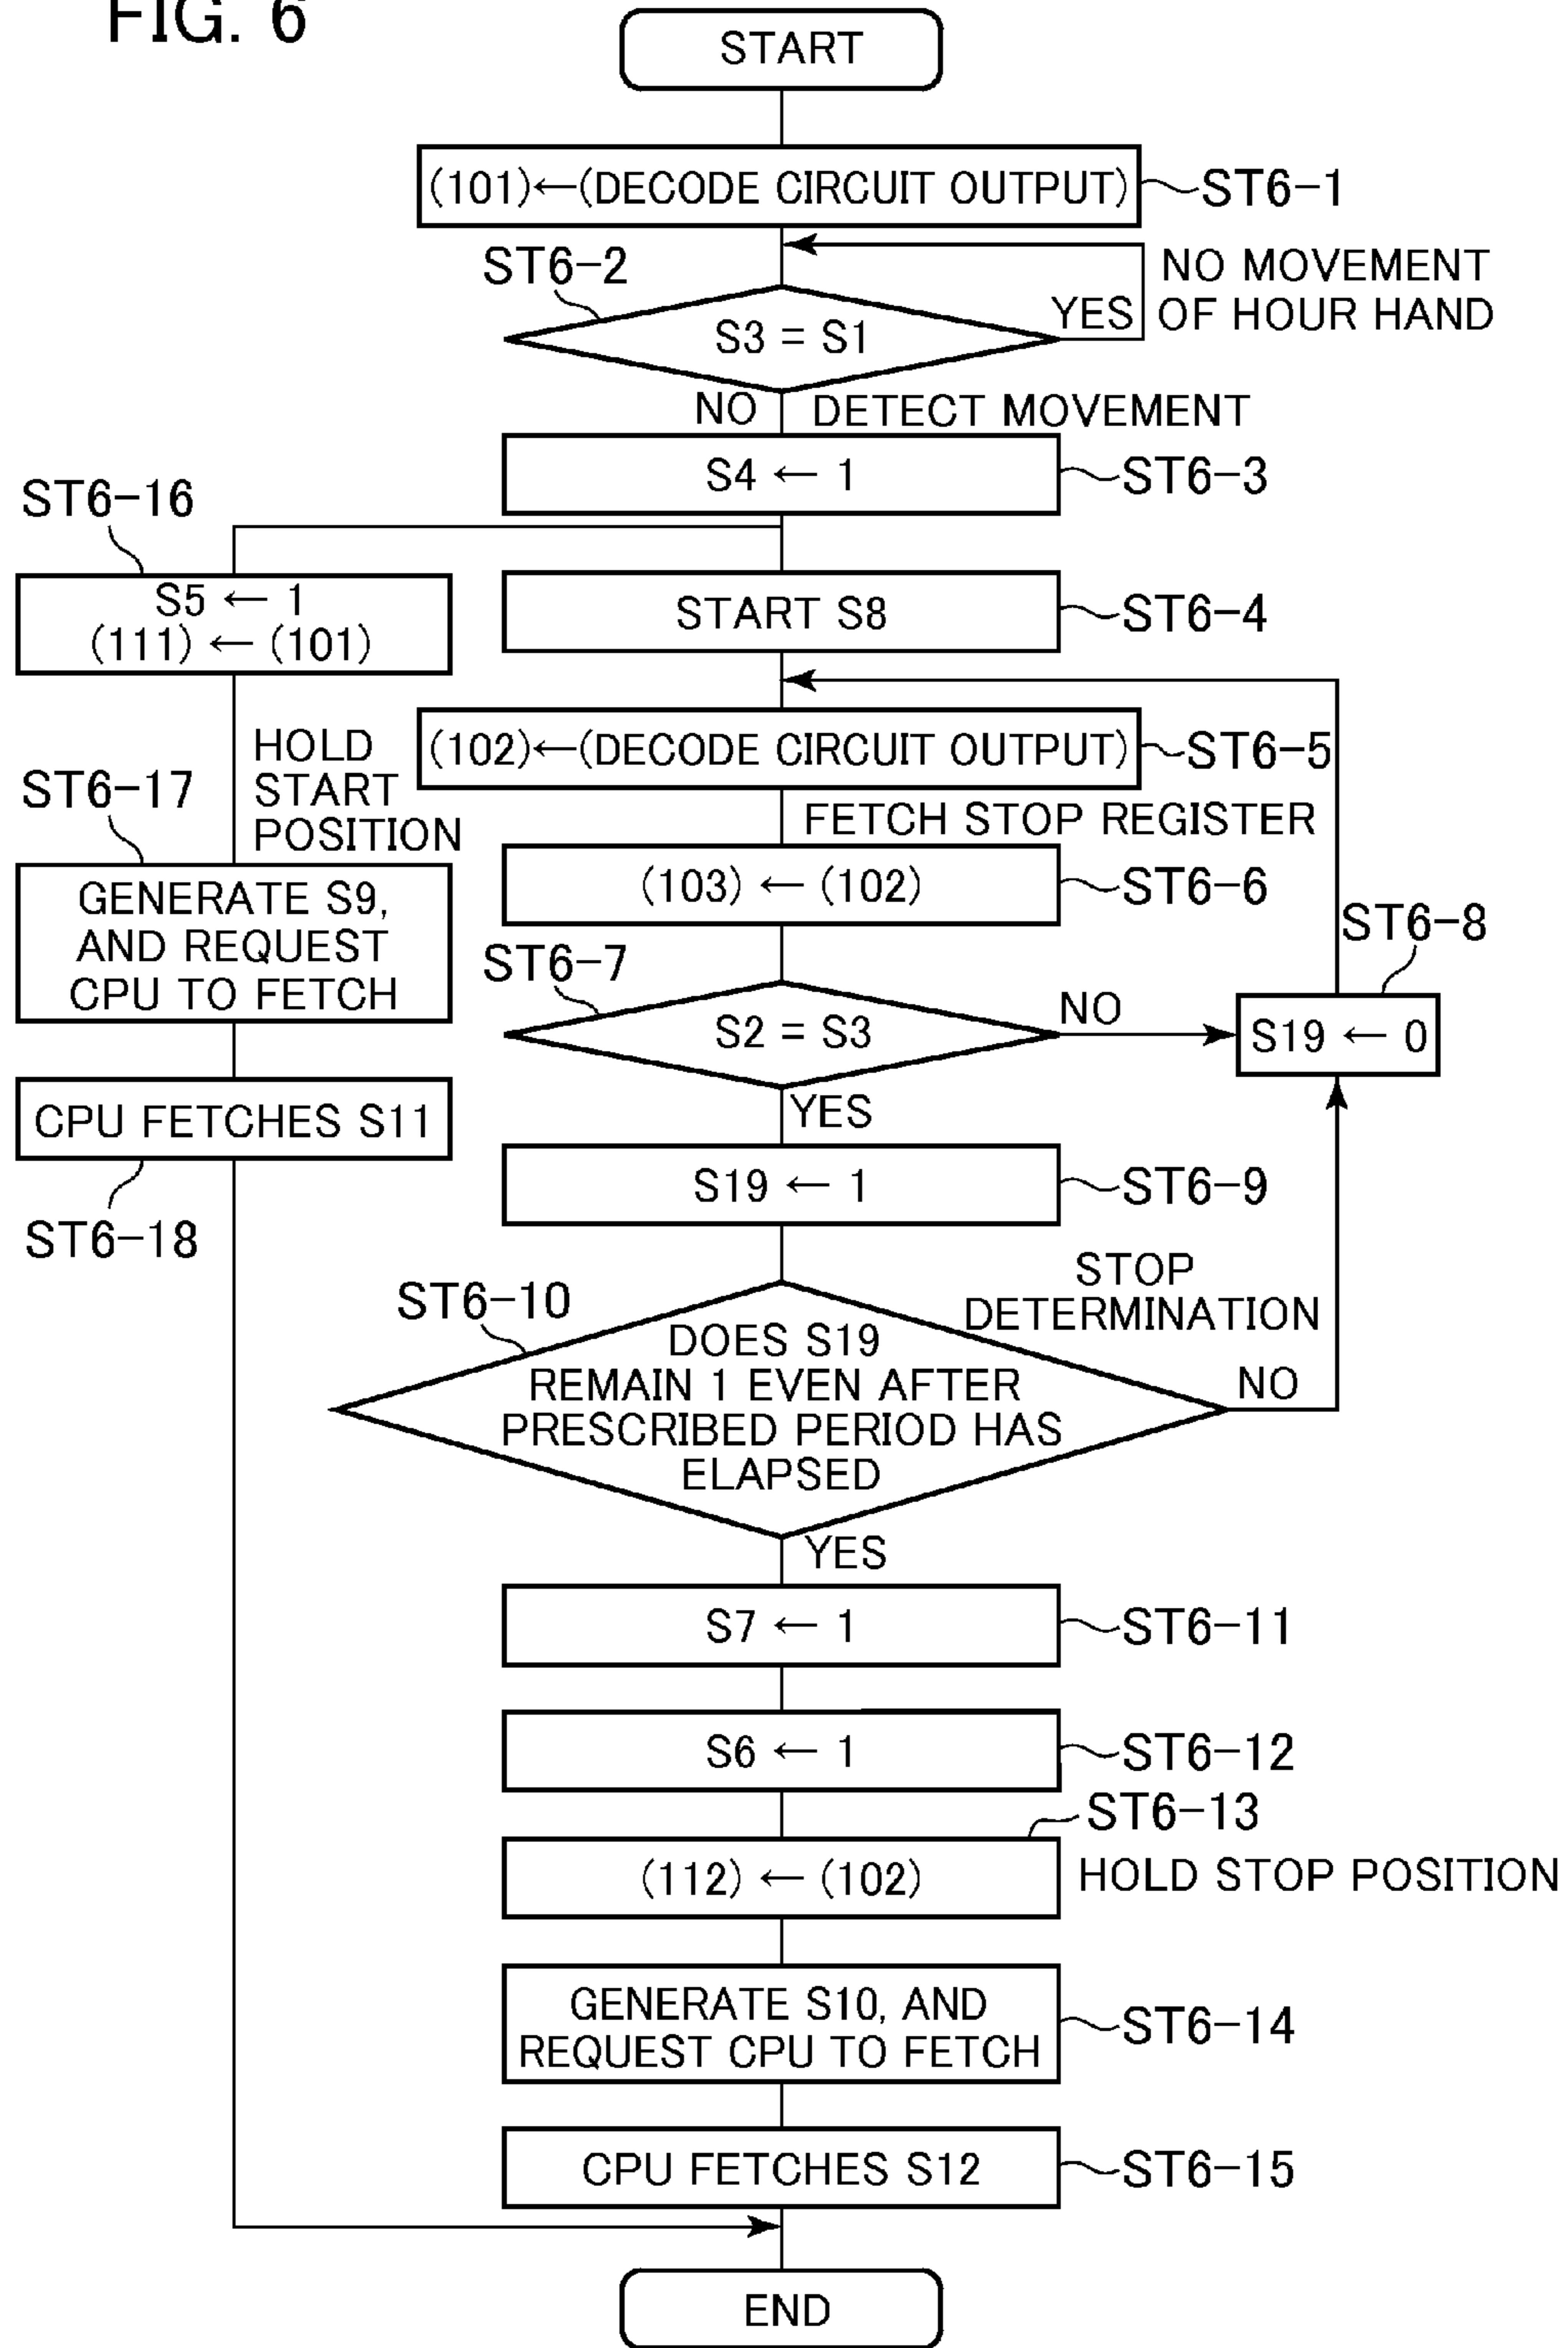 FIG. 6
START
(101)←(DECODE CIRCUIT OUTPUT)
ST6-1
ST6-2
NO MOVEMENT
OF HOUR HAND
YES
S3 = S1
NO
DETECT MOVEMENT
S4 ← 1
ST6-3
ST6-16
S5 ← 1
(111) ← (101)
START S8
ST6-4
HOLD
START
POSITION
(102)←(DECODE CIRCUIT OUTPUT)
ST6-5
ST6-17
FETCH STOP REGISTER
GENERATE S9,
AND REQUEST
CPU TO FETCH
(103) ← (102)
ST6-6
ST6-8
ST6-7
S2 = S3
NO
S19 ← 0
YES
CPU FETCHES S11
ST6-18
S19 ← 1
ST6-9
STOP
DETERMINATION
ST6-10
DOES S19
REMAIN 1 EVEN AFTER
PRESCRIBED PERIOD HAS
ELAPSED
NO
YES
S7 ← 1
ST6-11
S6 ← 1
ST6-12
ST6-13
(112) ← (102)
HOLD STOP POSITION
GENERATE S10, AND
REQUEST CPU TO FETCH
ST6-14
CPU FETCHES S12
ST6-15
END